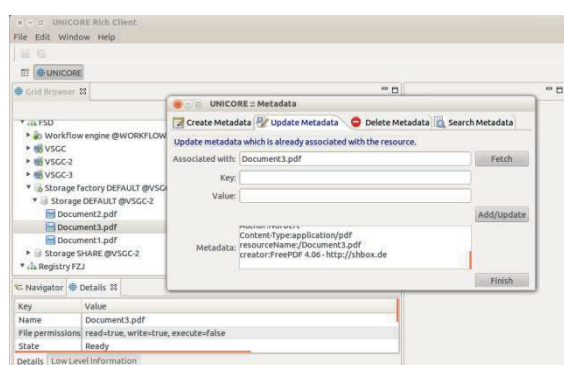 UNICORE Rich Client
File Edit Window Help
UNICORE
Grid Browser
FSD
Workflow engine @WORKFLOW
VSGC
VSGC-2
VSGC-3
Storage factory DEFAULT @VSG
Storage DEFAULT @VSGC-2
Document2.pdf
Document3.pdf
Document1.pdf
Storage SHARE @VSGC-2
Registry FZJ
Navigator Details
Key Value
Name Document3.pdf
File permissions: read=true, write=true, execute=false
State Ready
Details Low Level Information
UNICORE :: Metadata
Create Metadata Update Metadata Delete Metadata Search Metadata
Update metadata which is already associated with the resource.
Associated with: Document3.pdf Fetch
Key:
Value:
Add/Update
Metadata:
Content-Type:application/pdf
resourceName:/Document3.pdf
creator:FreePDF 4.06 - http://shbox.de
Finish